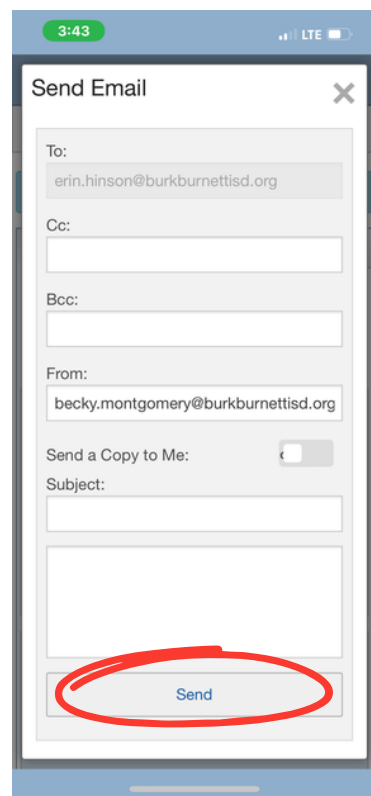 3:43
LTE
Send Email
To:
erin.hinson@burkburnettisd.org
Cc:
Bcc:
From:
becky.montgomery@burkburnettisd.org
Send a Copy to Me:
Subject:
Send